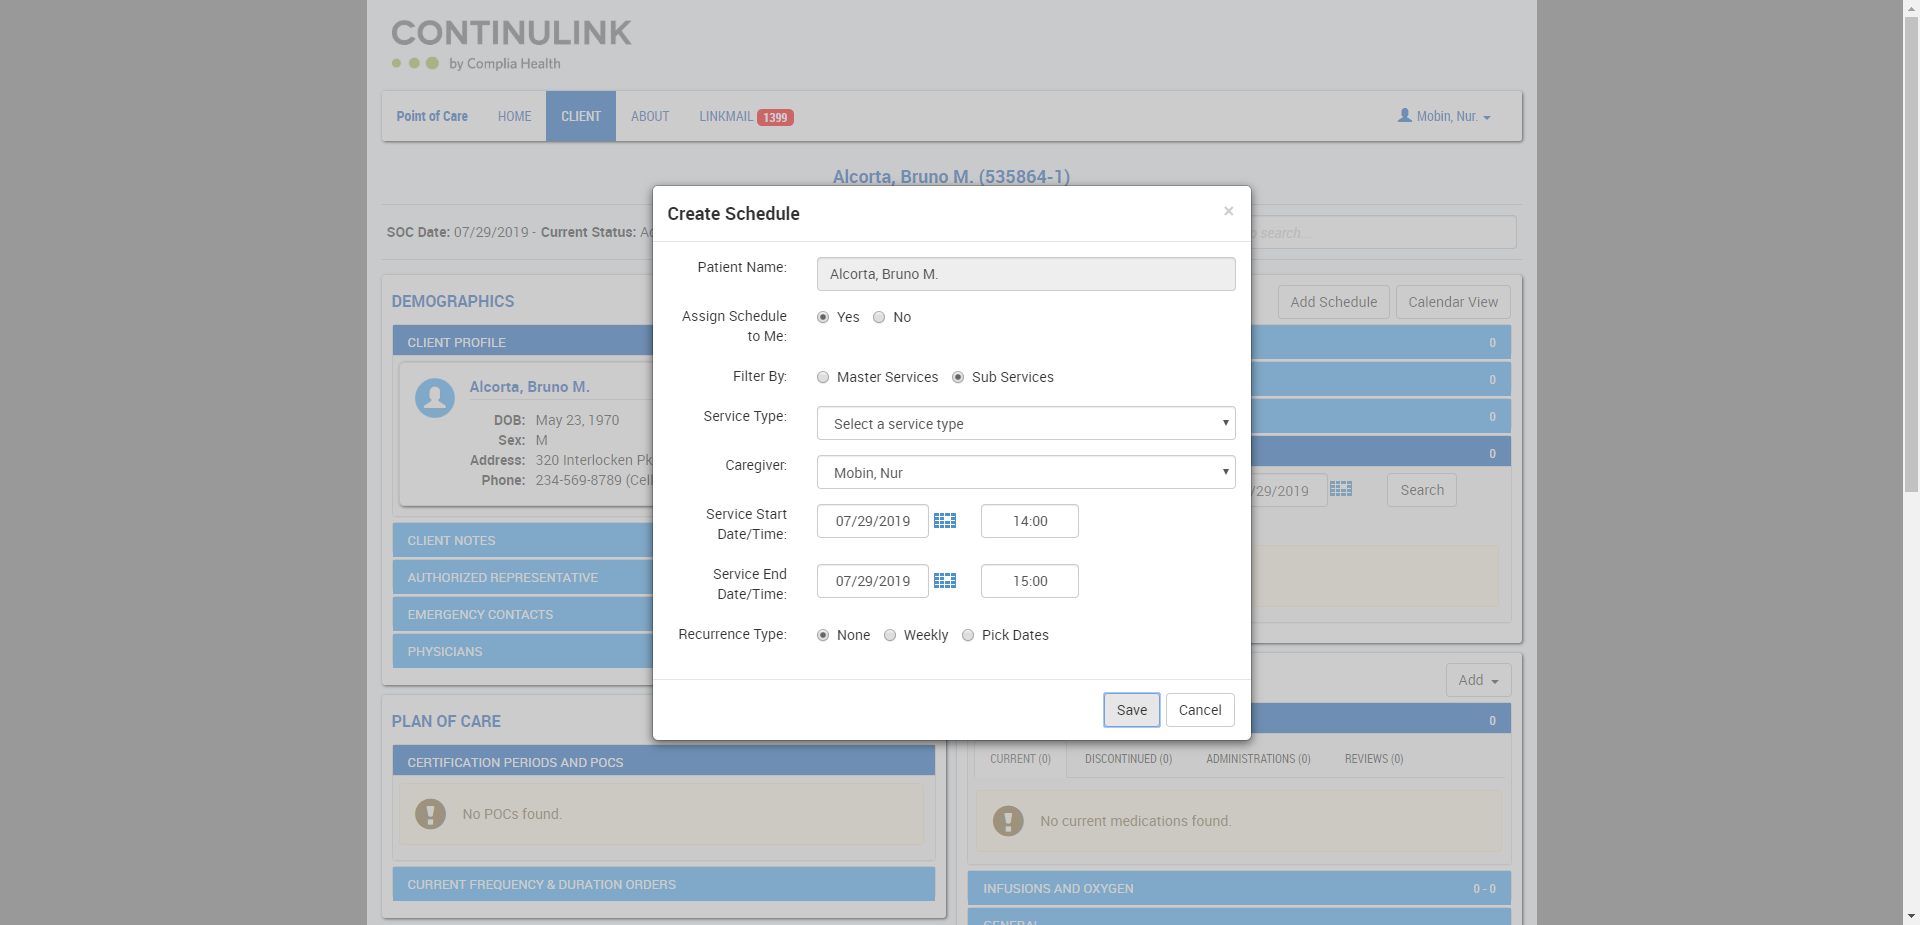 CONTINULINK
by Complia Health
Point of Care HOME CLIENT ABOUT LINKMAIL 1399 Mobin, Nur.
Alcorta, Bruno M. (535864-1)
SOC Date: 07/29/2019 - Current Status:
search...
Create Schedule ×
Patient Name: Alcorta, Bruno M.
Assign Schedule to Me: Yes No
Filter By: Master Services Sub Services
Service Type: Select a service type
Caregiver: Mobin, Nur
Service Start Date/Time: 07/29/2019 14:00
Service End Date/Time: 07/29/2019 15:00
Recurrence Type: None Weekly Pick Dates
Save Cancel
DEMOGRAPHICS
CLIENT PROFILE
Alcorta, Bruno M.
DOB: May 23, 1970
Sex: M
Address: 320 Interlocken
Phone: 234-569-8789 (Cell
CLIENT NOTES
AUTHORIZED REPRESENTATIVE
EMERGENCY CONTACTS
PHYSICIANS
PLAN OF CARE
CERTIFICATION PERIODS AND POCS
No POCs found.
CURRENT FREQUENCY & DURATION ORDERS
Add Schedule Calendar View
0
0
0
0
/29/2019 Search
Add
0
CURRENT (0) DISCONTINUED (0) ADMINISTRATIONS (0) REVIEWS (0)
No current medications found.
INFUSIONS AND OXYGEN 0 - 0
GENERAL